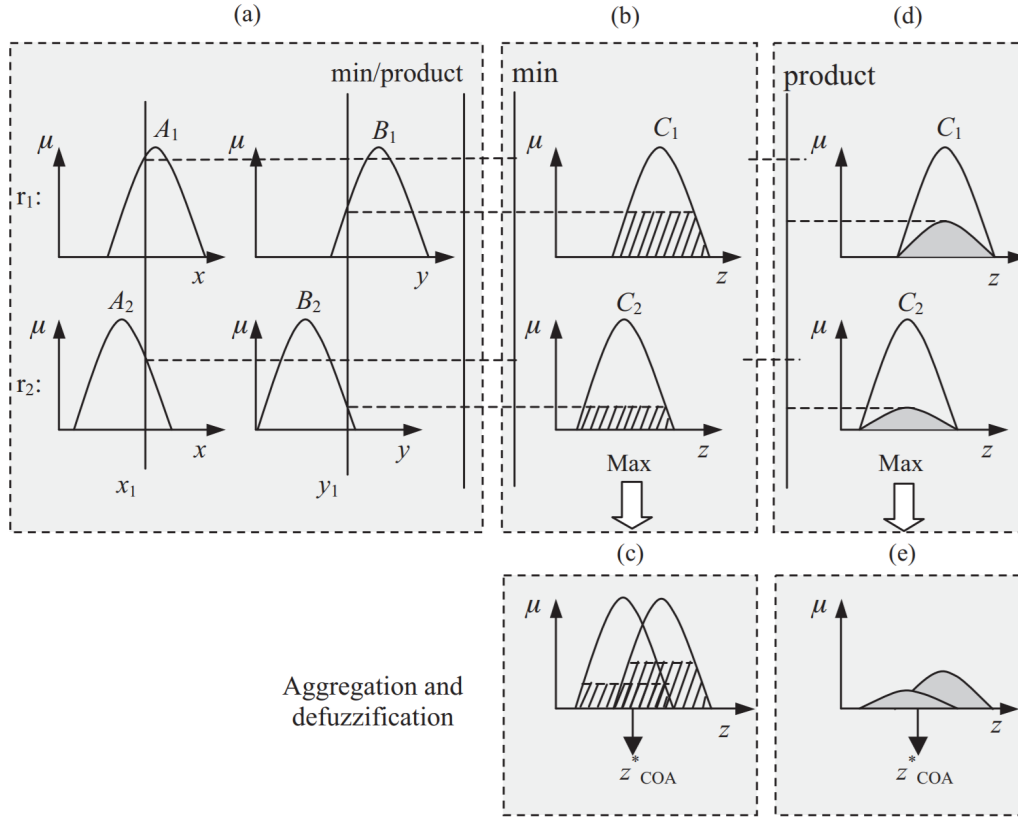 (a)
(b)
(d)
min/product
min
product
μ
A₁
μ
B₁
C₁
μ
C₁
r₁:
x
y
z
z
μ
A₂
μ
B₂
C₂
μ
C₂
r₂:
x
y
z
z
x₁
y₁
Max
Max
(c)
(e)
μ
μ
z
z
Aggregation and
defuzzification
z*COA
z*COA